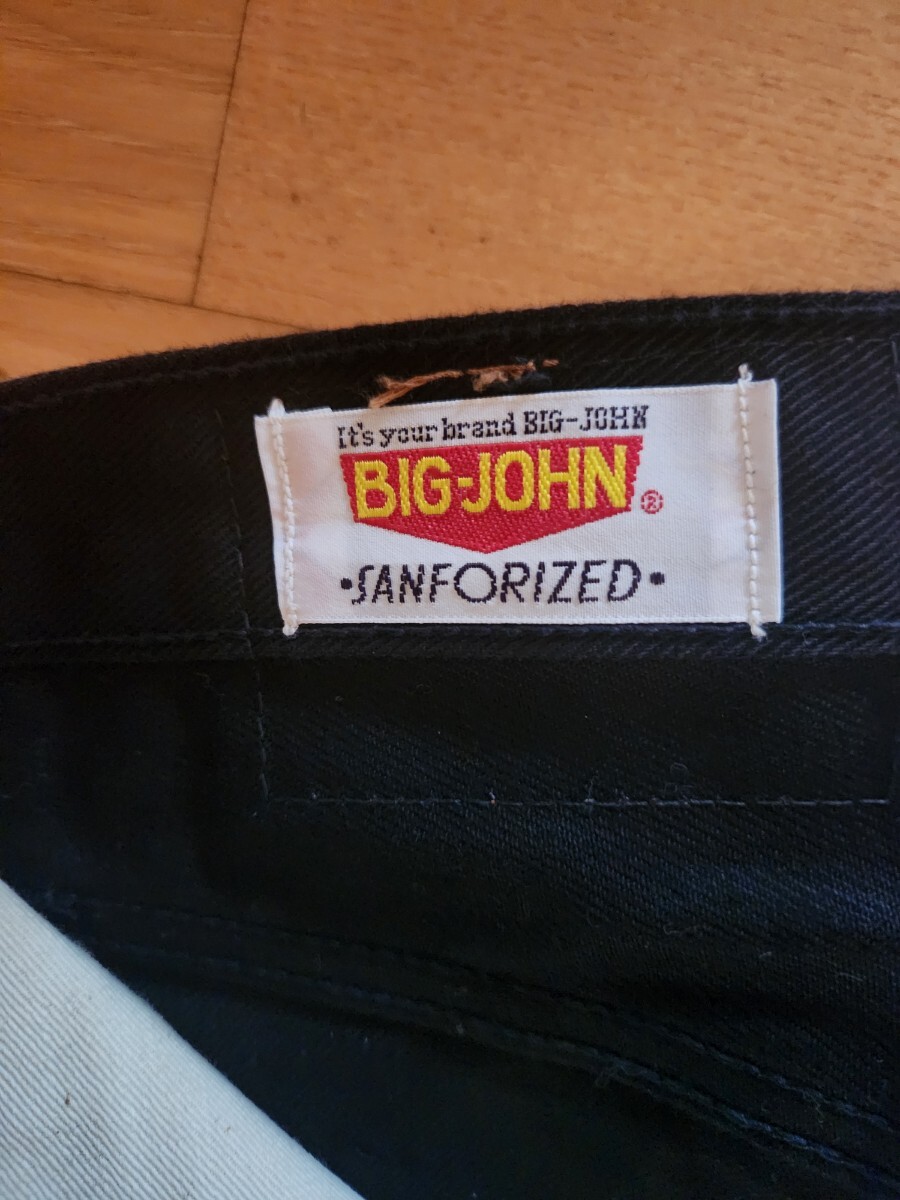 It's your brand BIG-JOHN
BIG-JOHN ®
•SANFORIZED•